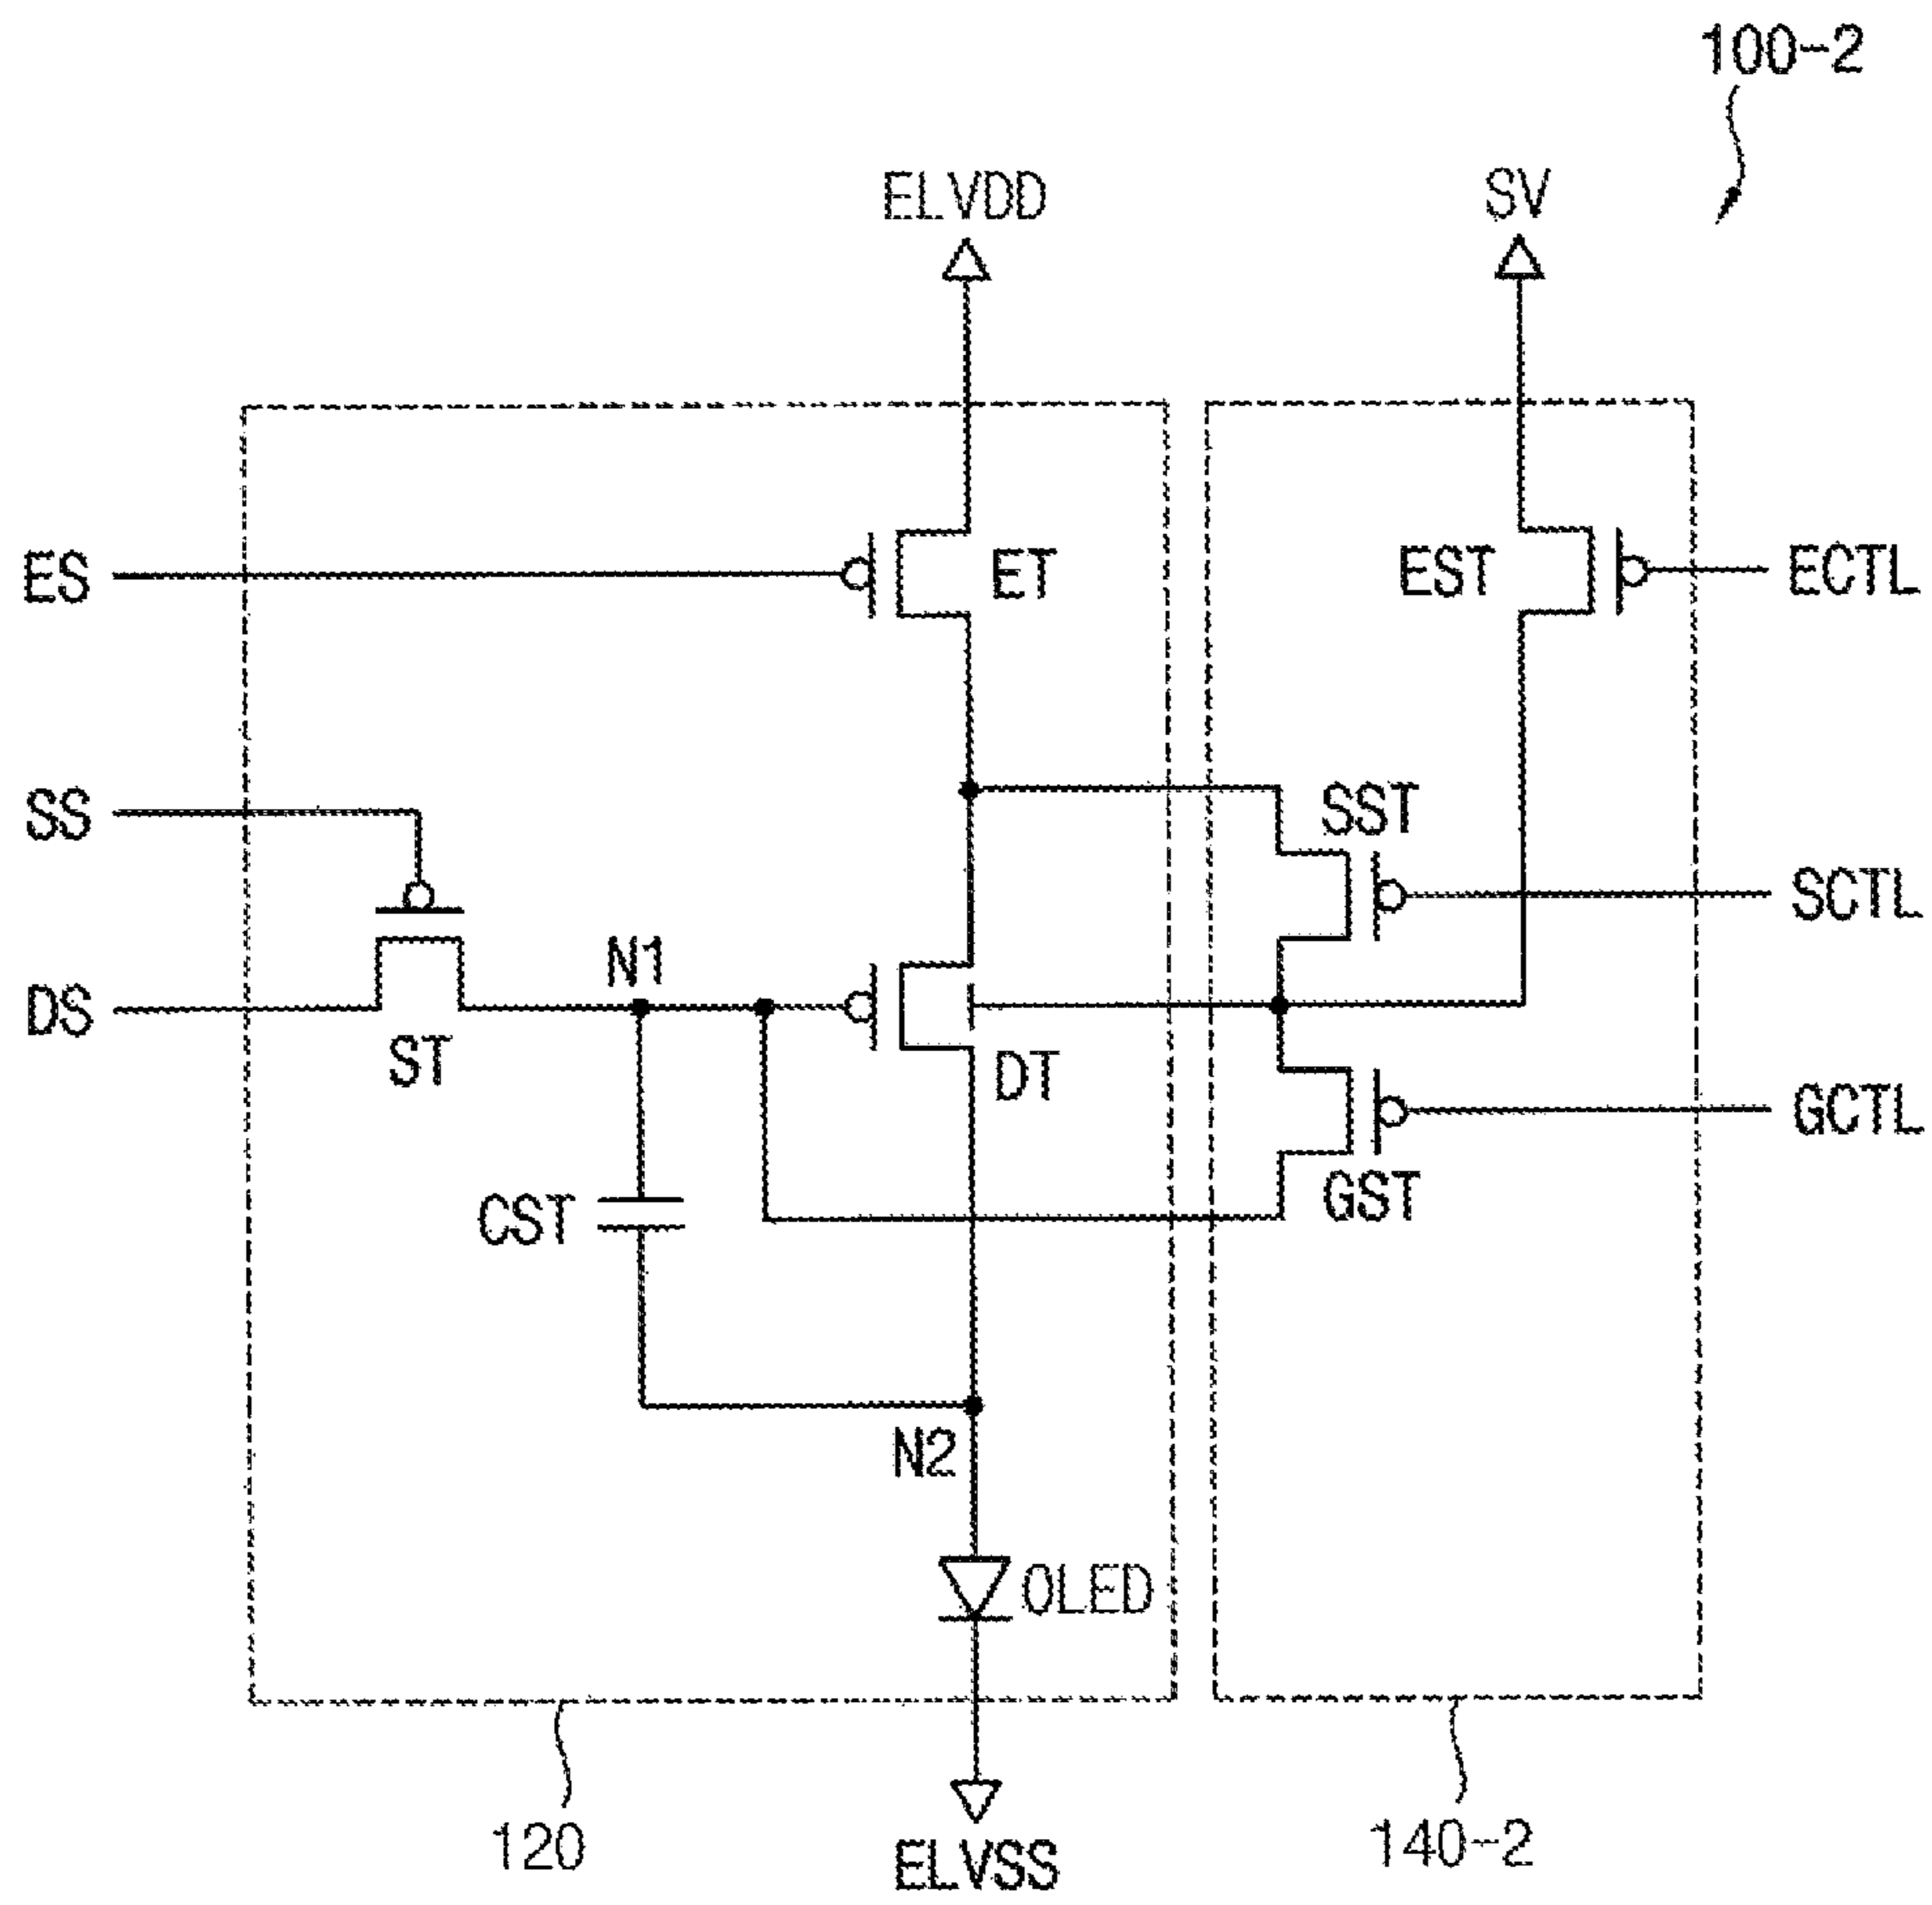 100-2
ELVDD
SV
ES
ET
EST
ECTL
SS
SST
SCTL
N1
DS
ST
DT
GCTL
CST
GST
N2
OLED
120
140-2
ELVSS